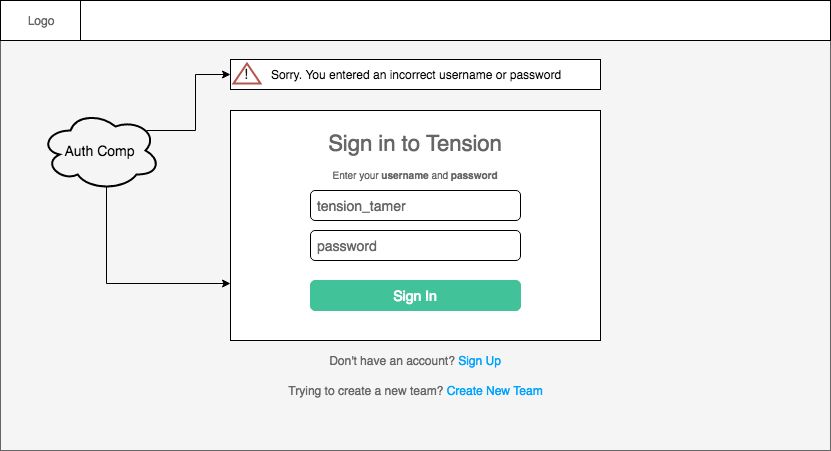 Logo
! Sorry. You entered an incorrect username or password
Auth Comp
Sign in to Tension
Enter your username and password
tension_tamer
password
Sign In
Don't have an account? Sign Up
Trying to create a new team? Create New Team